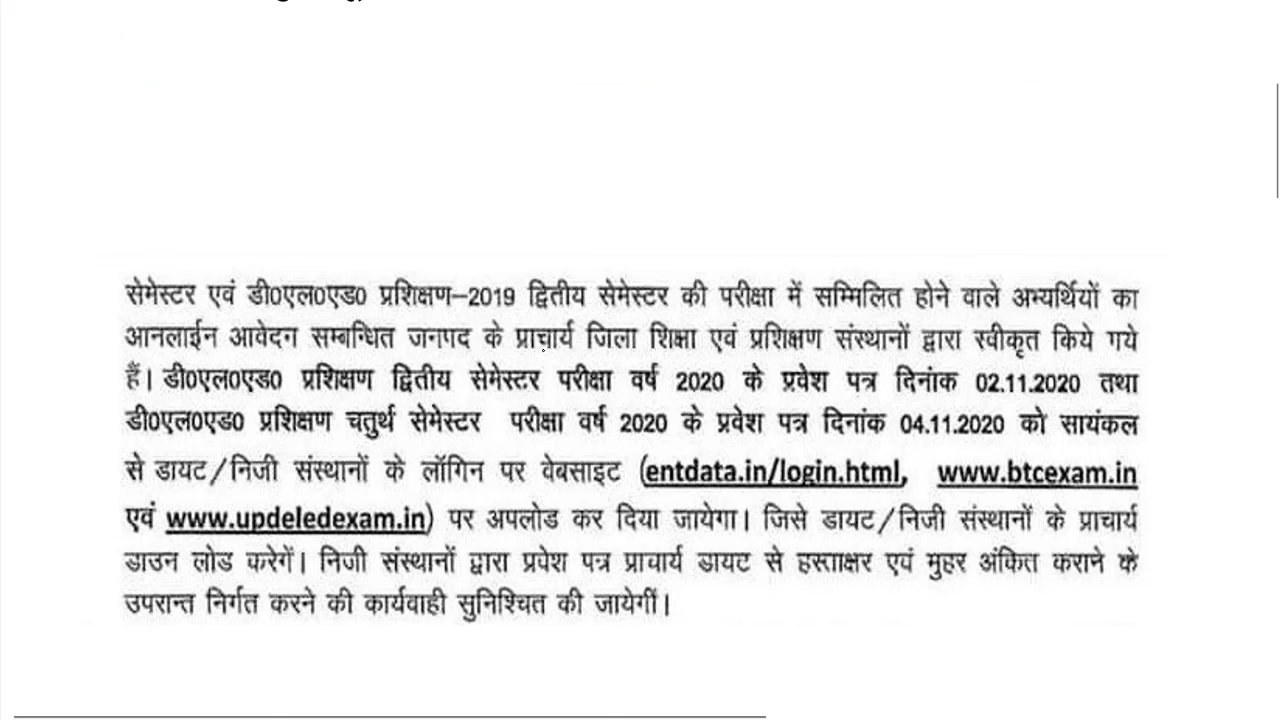 सेमेस्टर एवं डी0एल0एड0 प्रशिक्षण–2019 द्वितीय सेमेस्टर की परीक्षा में सम्मिलित होने वाले अभ्यर्थियों का
आनलाईन आवेदन सम्बन्धित जनपद के प्राचार्य जिला शिक्षा एवं प्रशिक्षण संस्थानों द्वारा स्वीकृत किये गये
हैं। डी0एल0एड0 प्रशिक्षण द्वितीय सेमेस्टर परीक्षा वर्ष 2020 के प्रवेश पत्र दिनांक 02.11.2020 तथा
डी0एल0एड0 प्रशिक्षण चतुर्थ सेमेस्टर परीक्षा वर्ष 2020 के प्रवेश पत्र दिनांक 04.11.2020 को सायंकल
से डायट/निजी संस्थानों के लॉगिन पर वेबसाइट (entdata.in/login.html, www.btcexam.in
एवं www.updeledexam.in) पर अपलोड कर दिया जायेगा। जिसे डायट/निजी संस्थानों के प्राचार्य
डाउन लोड करेगें। निजी संस्थानों द्वारा प्रवेश पत्र प्राचार्य डायट से हस्ताक्षर एवं मुहर अंकित कराने के
उपरान्त निर्गत करने की कार्यवाही सुनिश्चित की जायेगीं।